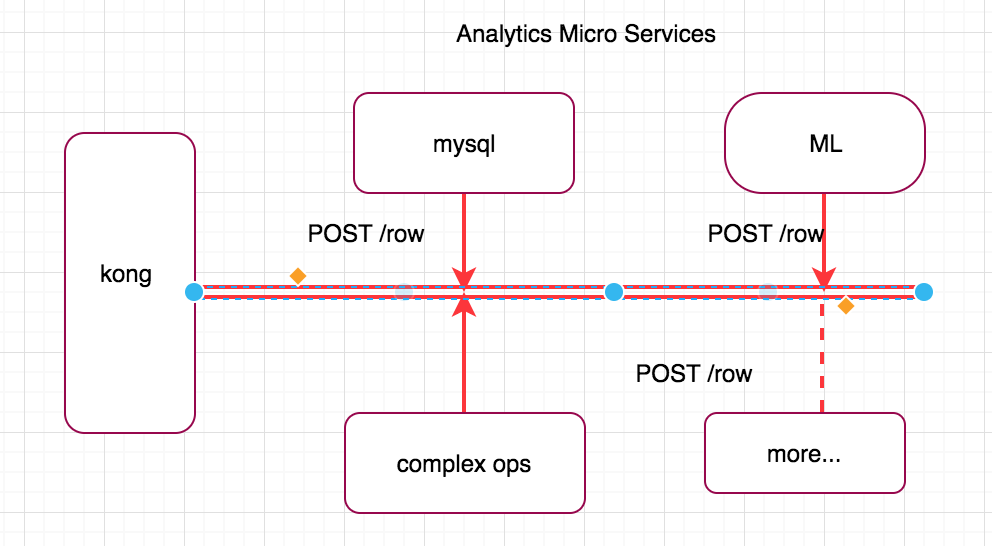 Analytics Micro Services
mysql
ML
POST /row
POST /row
kong
POST /row
complex ops
more...